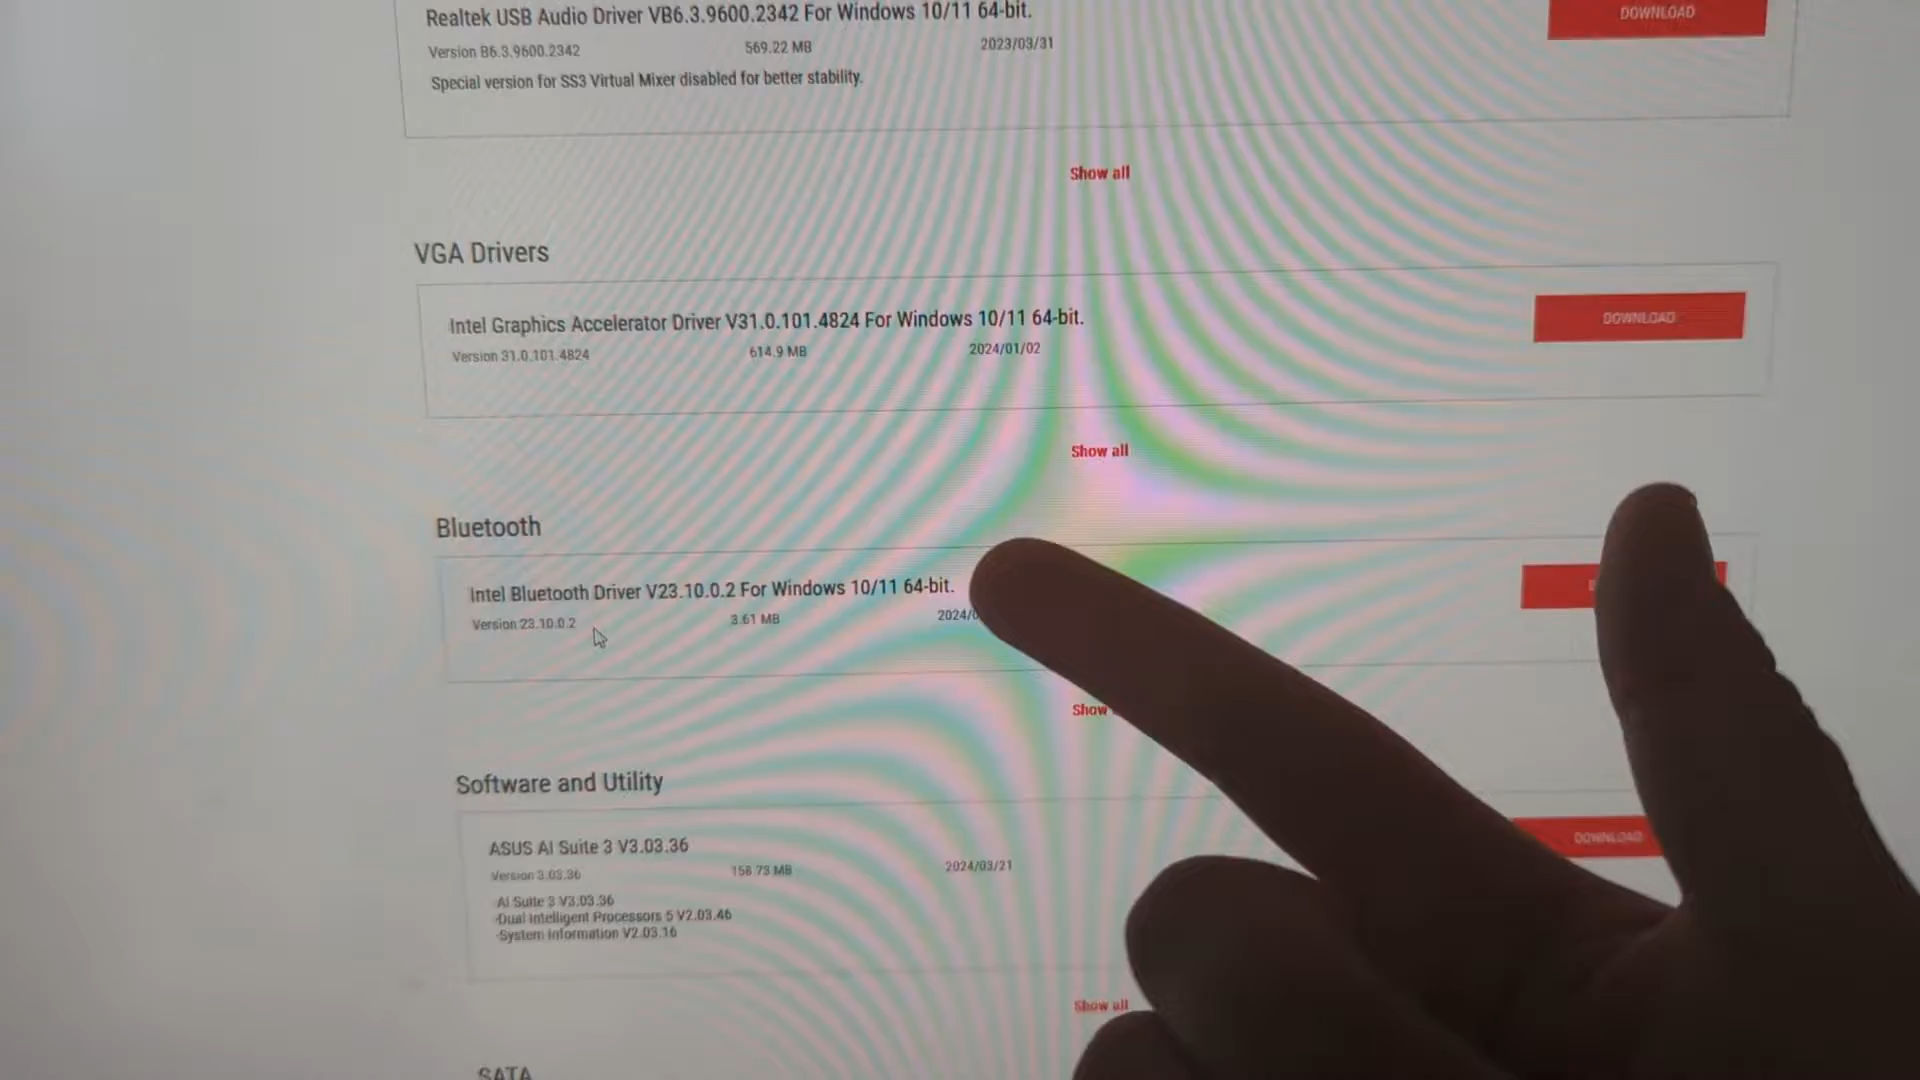 Realtek USB Audio Driver VB6.3.9600.2342 For Windows 10/11 64-bit.
DOWNLOAD
Version B6.3.9600.2342 569.22 MB 2023/03/31
Special version for SS3 Virtual Mixer disabled for better stability.
Show all
VGA Drivers
Intel Graphics Accelerator Driver V31.0.101.4824 For Windows 10/11 64-bit.
DOWNLOAD
Version 31.0.101.4824 614.9 MB 2024/01/02
Show all
Bluetooth
Intel Bluetooth Driver V23.10.0.2 For Windows 10/11 64-bit.
Version 23.10.0.2 3.61 MB 2024/0
Show
Software and Utility
ASUS AI Suite 3 V3.03.36
DOWNLOAD
Version 3.03.36 158.73 MB 2024/03/21
AI Suite 3 V3.03.36
-Dual Intelligent Processors 5 V2.03.46
-System Information V2.03.16
Show all
SATA